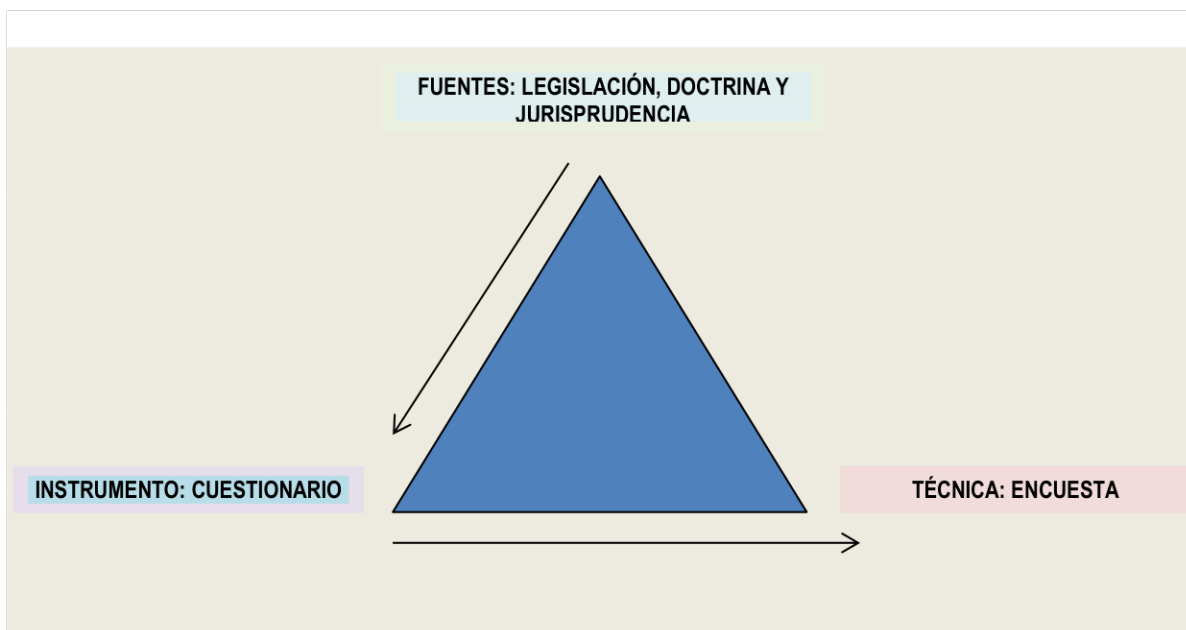 FUENTES: LEGISLACIÓN, DOCTRINA Y
JURISPRUDENCIA
INSTRUMENTO: CUESTIONARIO
TÉCNICA: ENCUESTA